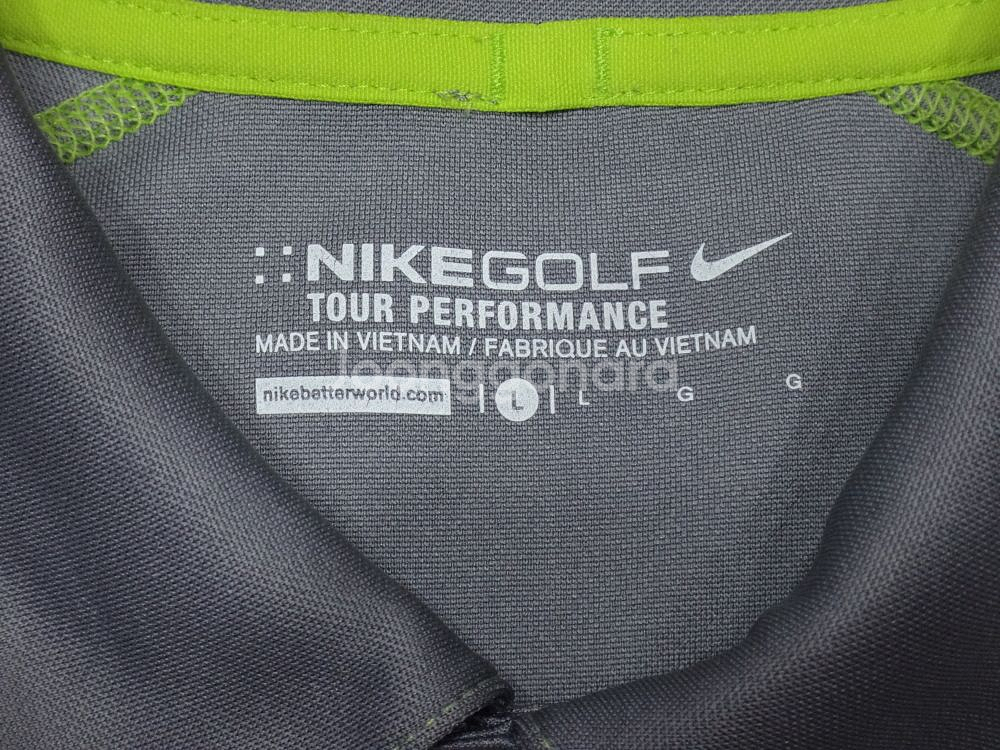 NIKEGOLF
TOUR PERFORMANCE
MADE IN VIETNAM / FABRIQUE AU VIETNAM
nikebetterworld.com | L | L G G